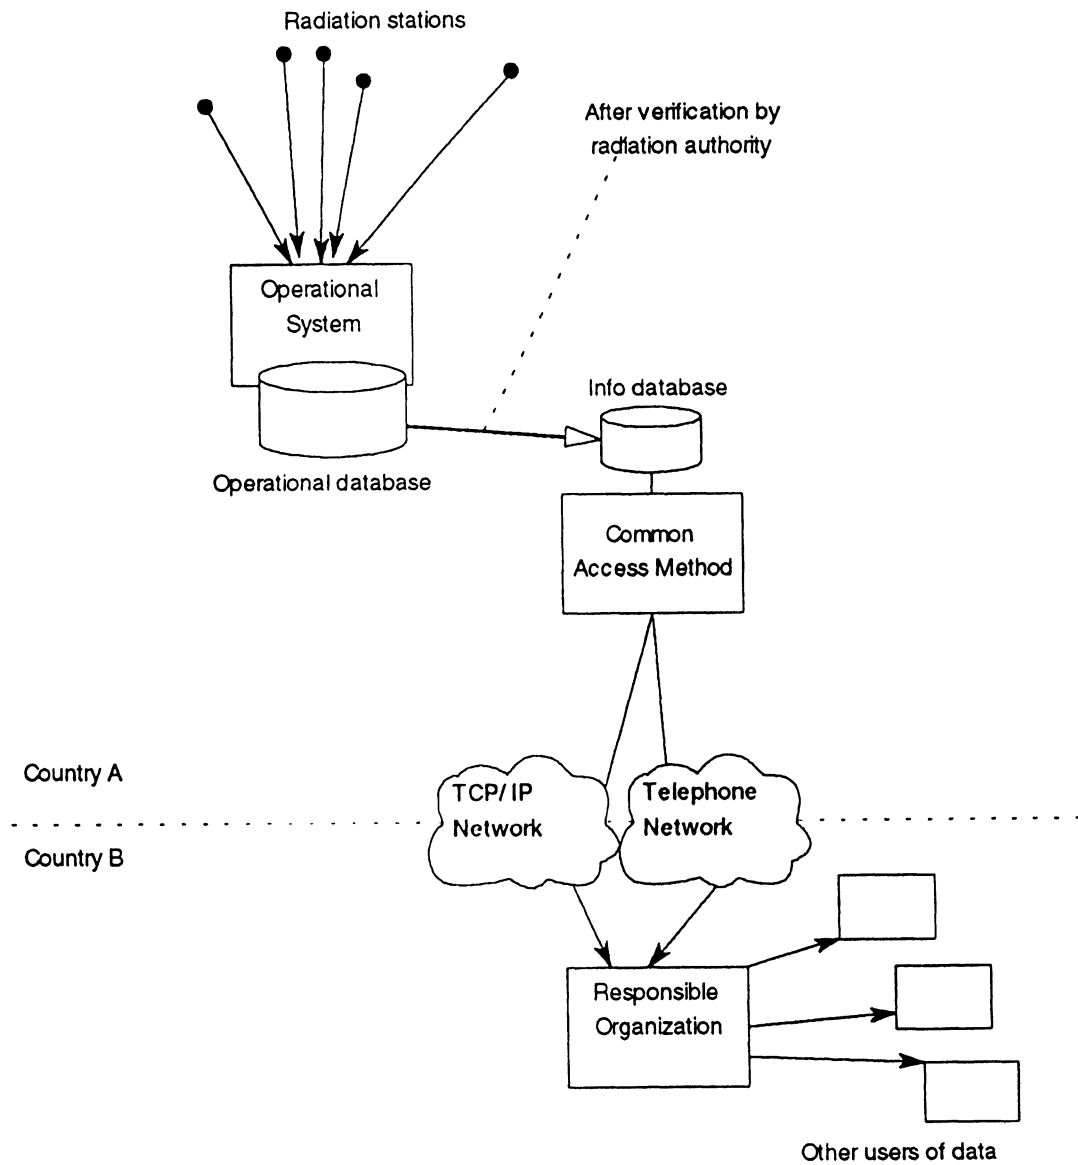 Radiation stations
After verification by
radiation authority
Operational
System
Info database
Operational database
Common
Access Method
Country A
TCP/IP
Network
Telephone
Network
Country B
Responsible
Organization
Other users of data